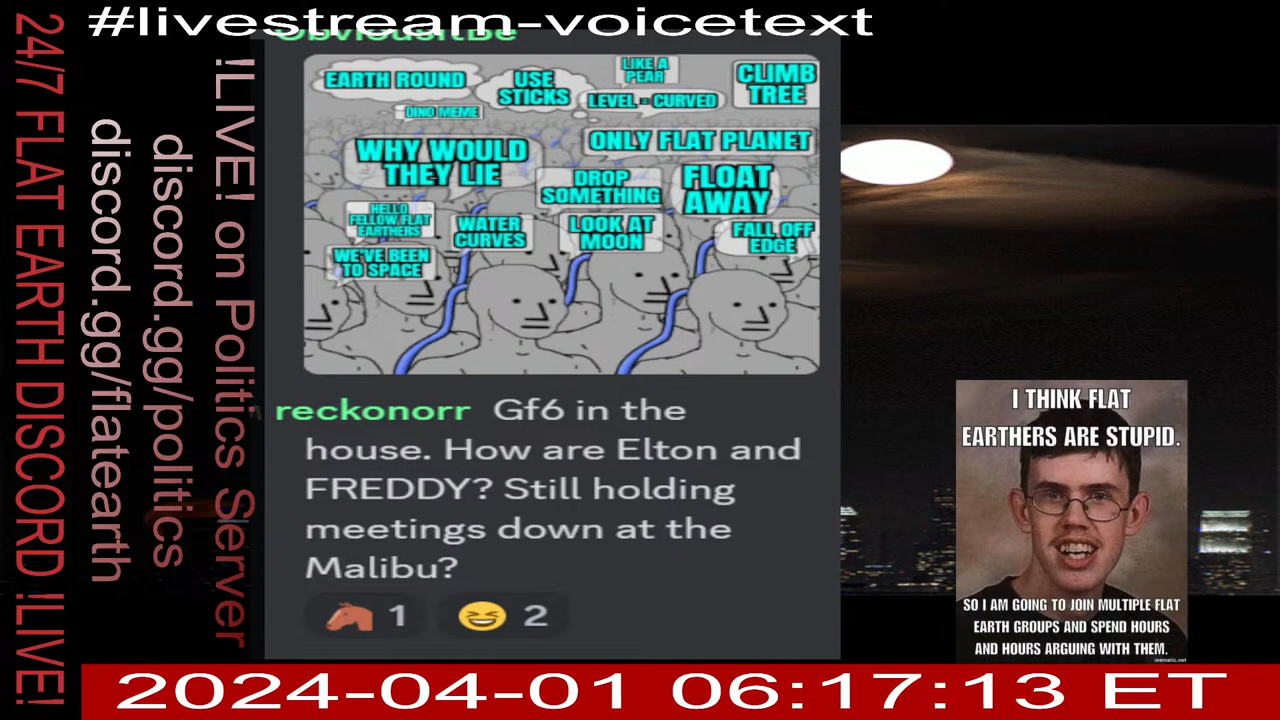 #livestream-voicetext
24/7 FLAT EARTH DISCORD !LIVE!
discord.gg/flatearth
discord.gg/politics
!LIVE! on Politics Server
EARTH ROUND
USE
STICKS
LIKE A
PEAR
CLIMB
TREE
DINO MEME
LEVEL = CURVED
WHY WOULD
THEY LIE
ONLY FLAT PLANET
DROP
SOMETHING
FLOAT
AWAY
HELLO
FELLOW FLAT
EARTHERS
WATER
CURVES
LOOK AT
MOON
FALL OFF
EDGE
WE'VE BEEN
TO SPACE
reckonorr Gf6 in the
house. How are Elton and
FREDDY? Still holding
meetings down at the
Malibu?
1 2
I THINK FLAT
EARTHERS ARE STUPID.
SO I AM GOING TO JOIN MULTIPLE FLAT
EARTH GROUPS AND SPEND HOURS
AND HOURS ARGUING WITH THEM.
mematic.net
2024-04-01 06:17:13 ET